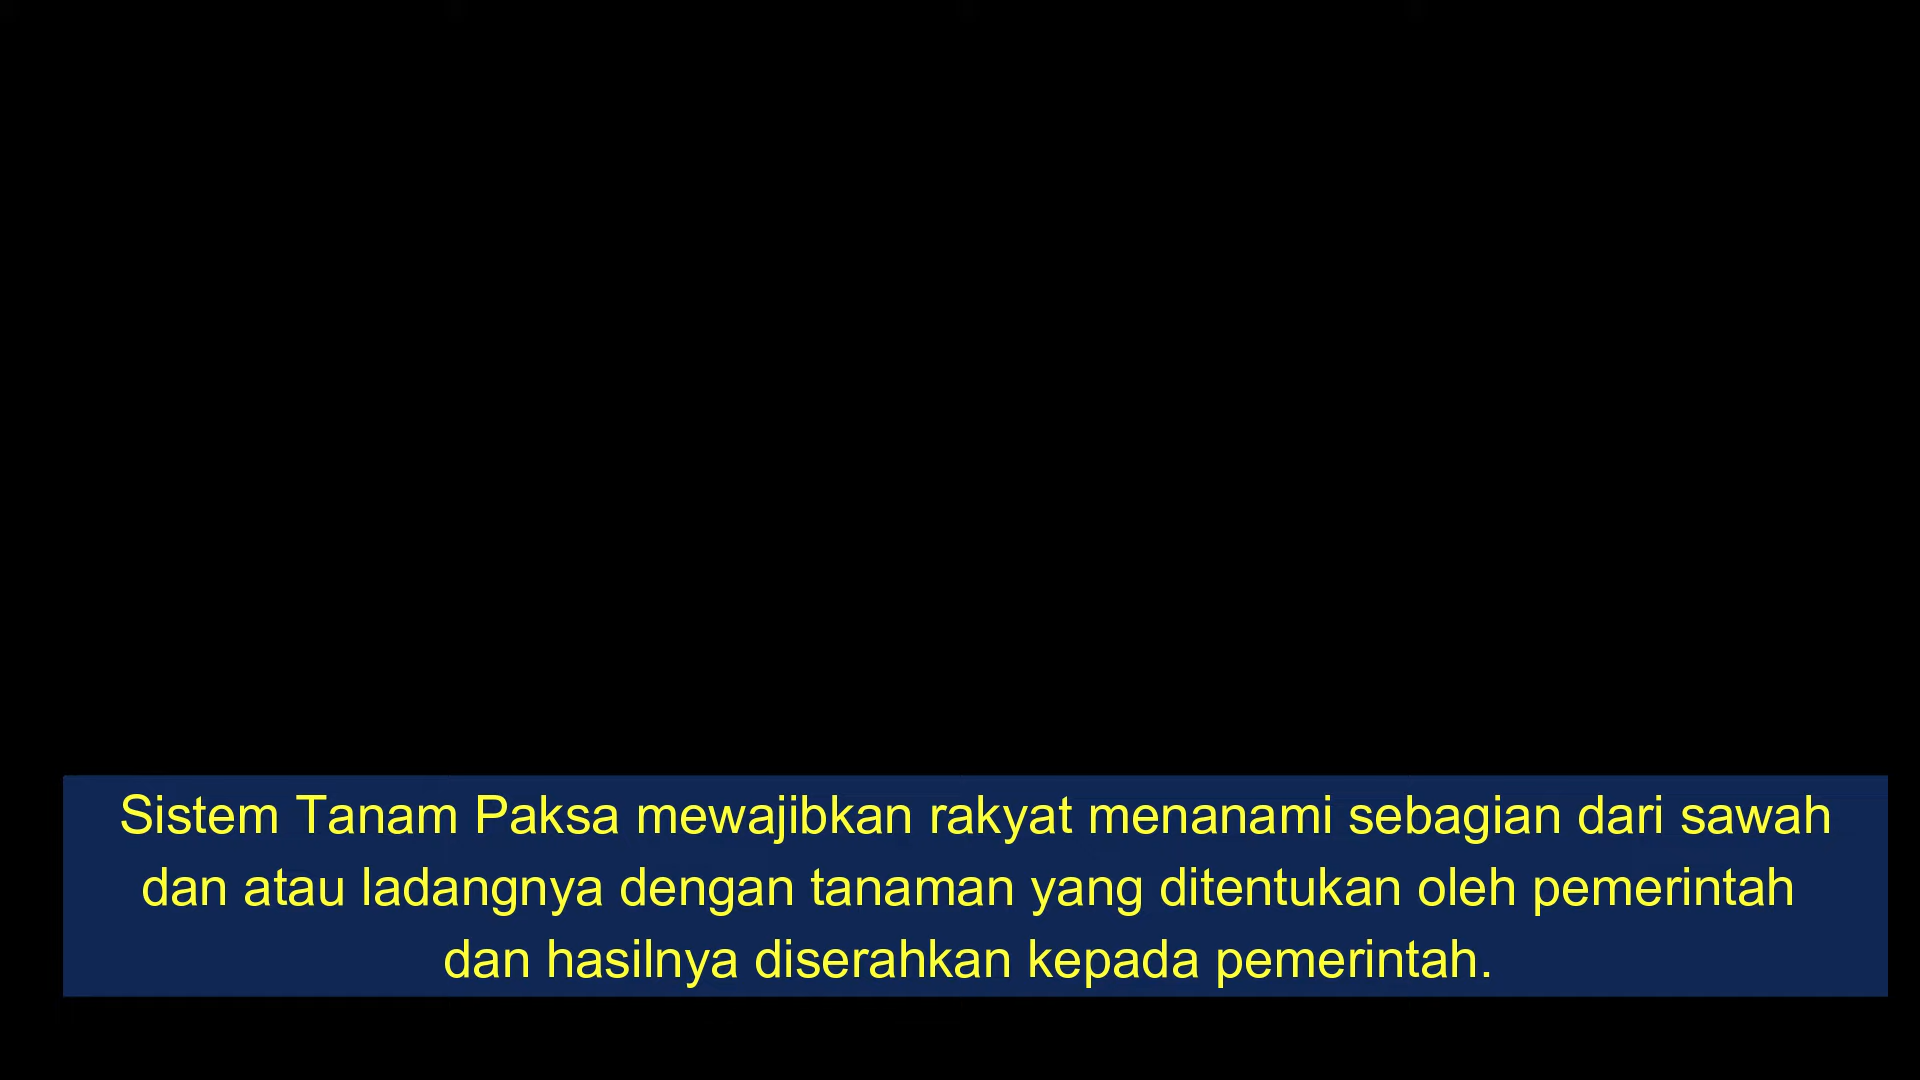 Sistem Tanam Paksa mewajibkan rakyat menanami sebagian dari sawah
dan atau ladangnya dengan tanaman yang ditentukan oleh pemerintah
dan hasilnya diserahkan kepada pemerintah.